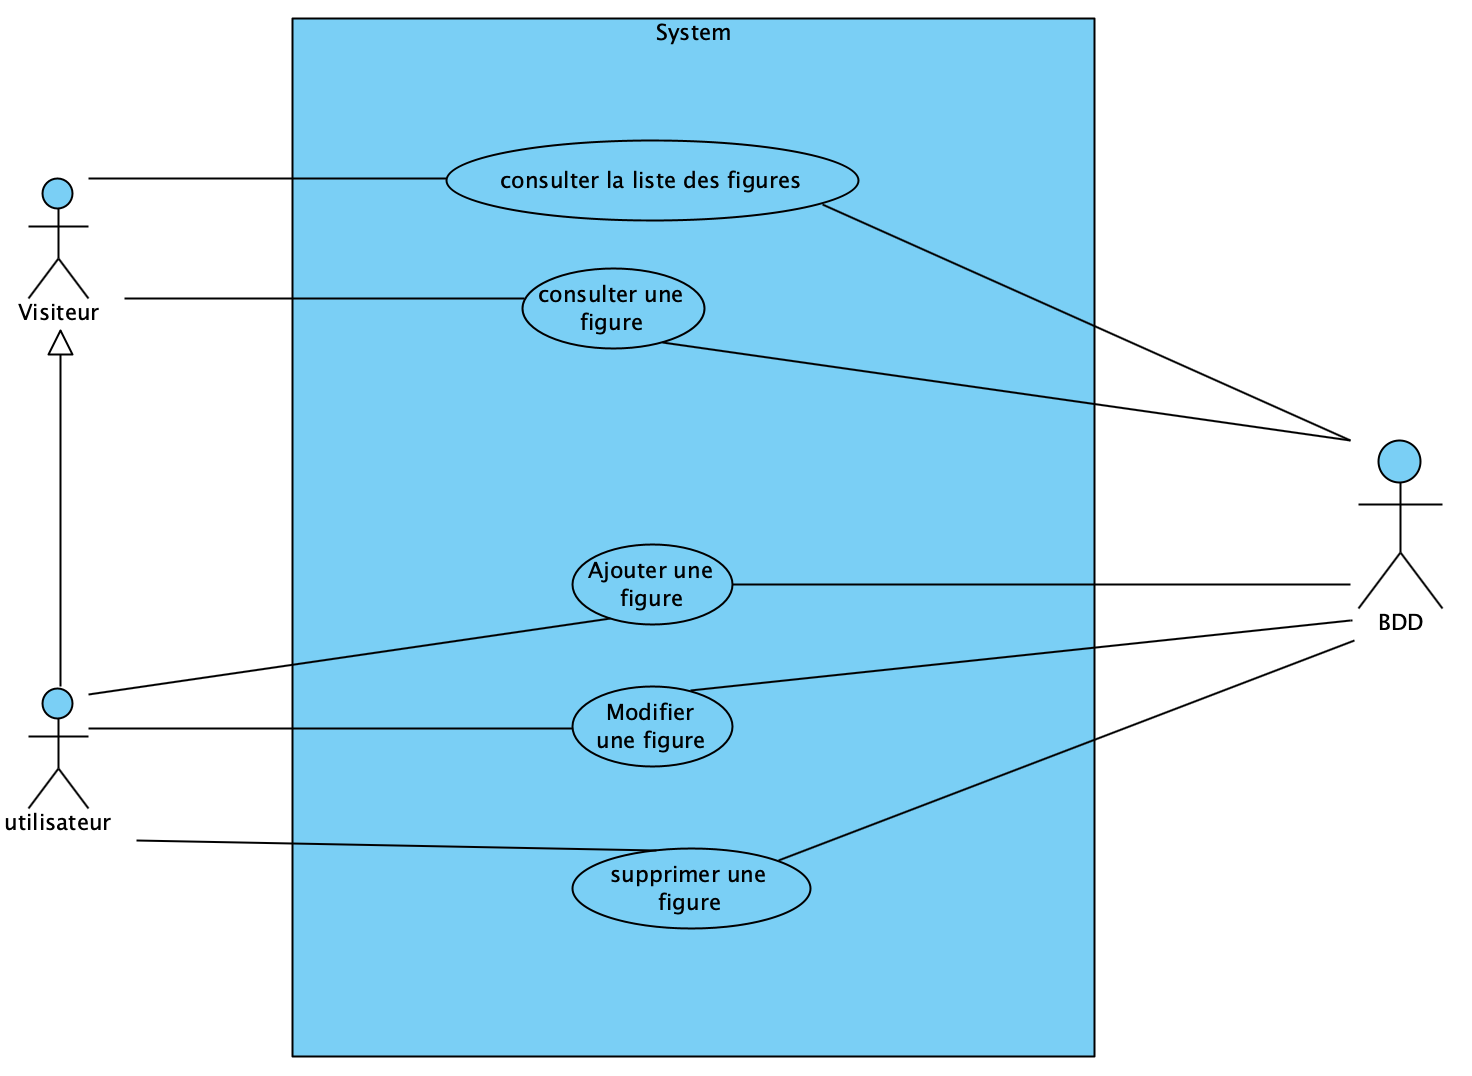 System
consulter la liste des figures
consulter une
figure
Visiteur
Ajouter une
figure
BDD
Modifier
une figure
utilisateur
supprimer une
figure